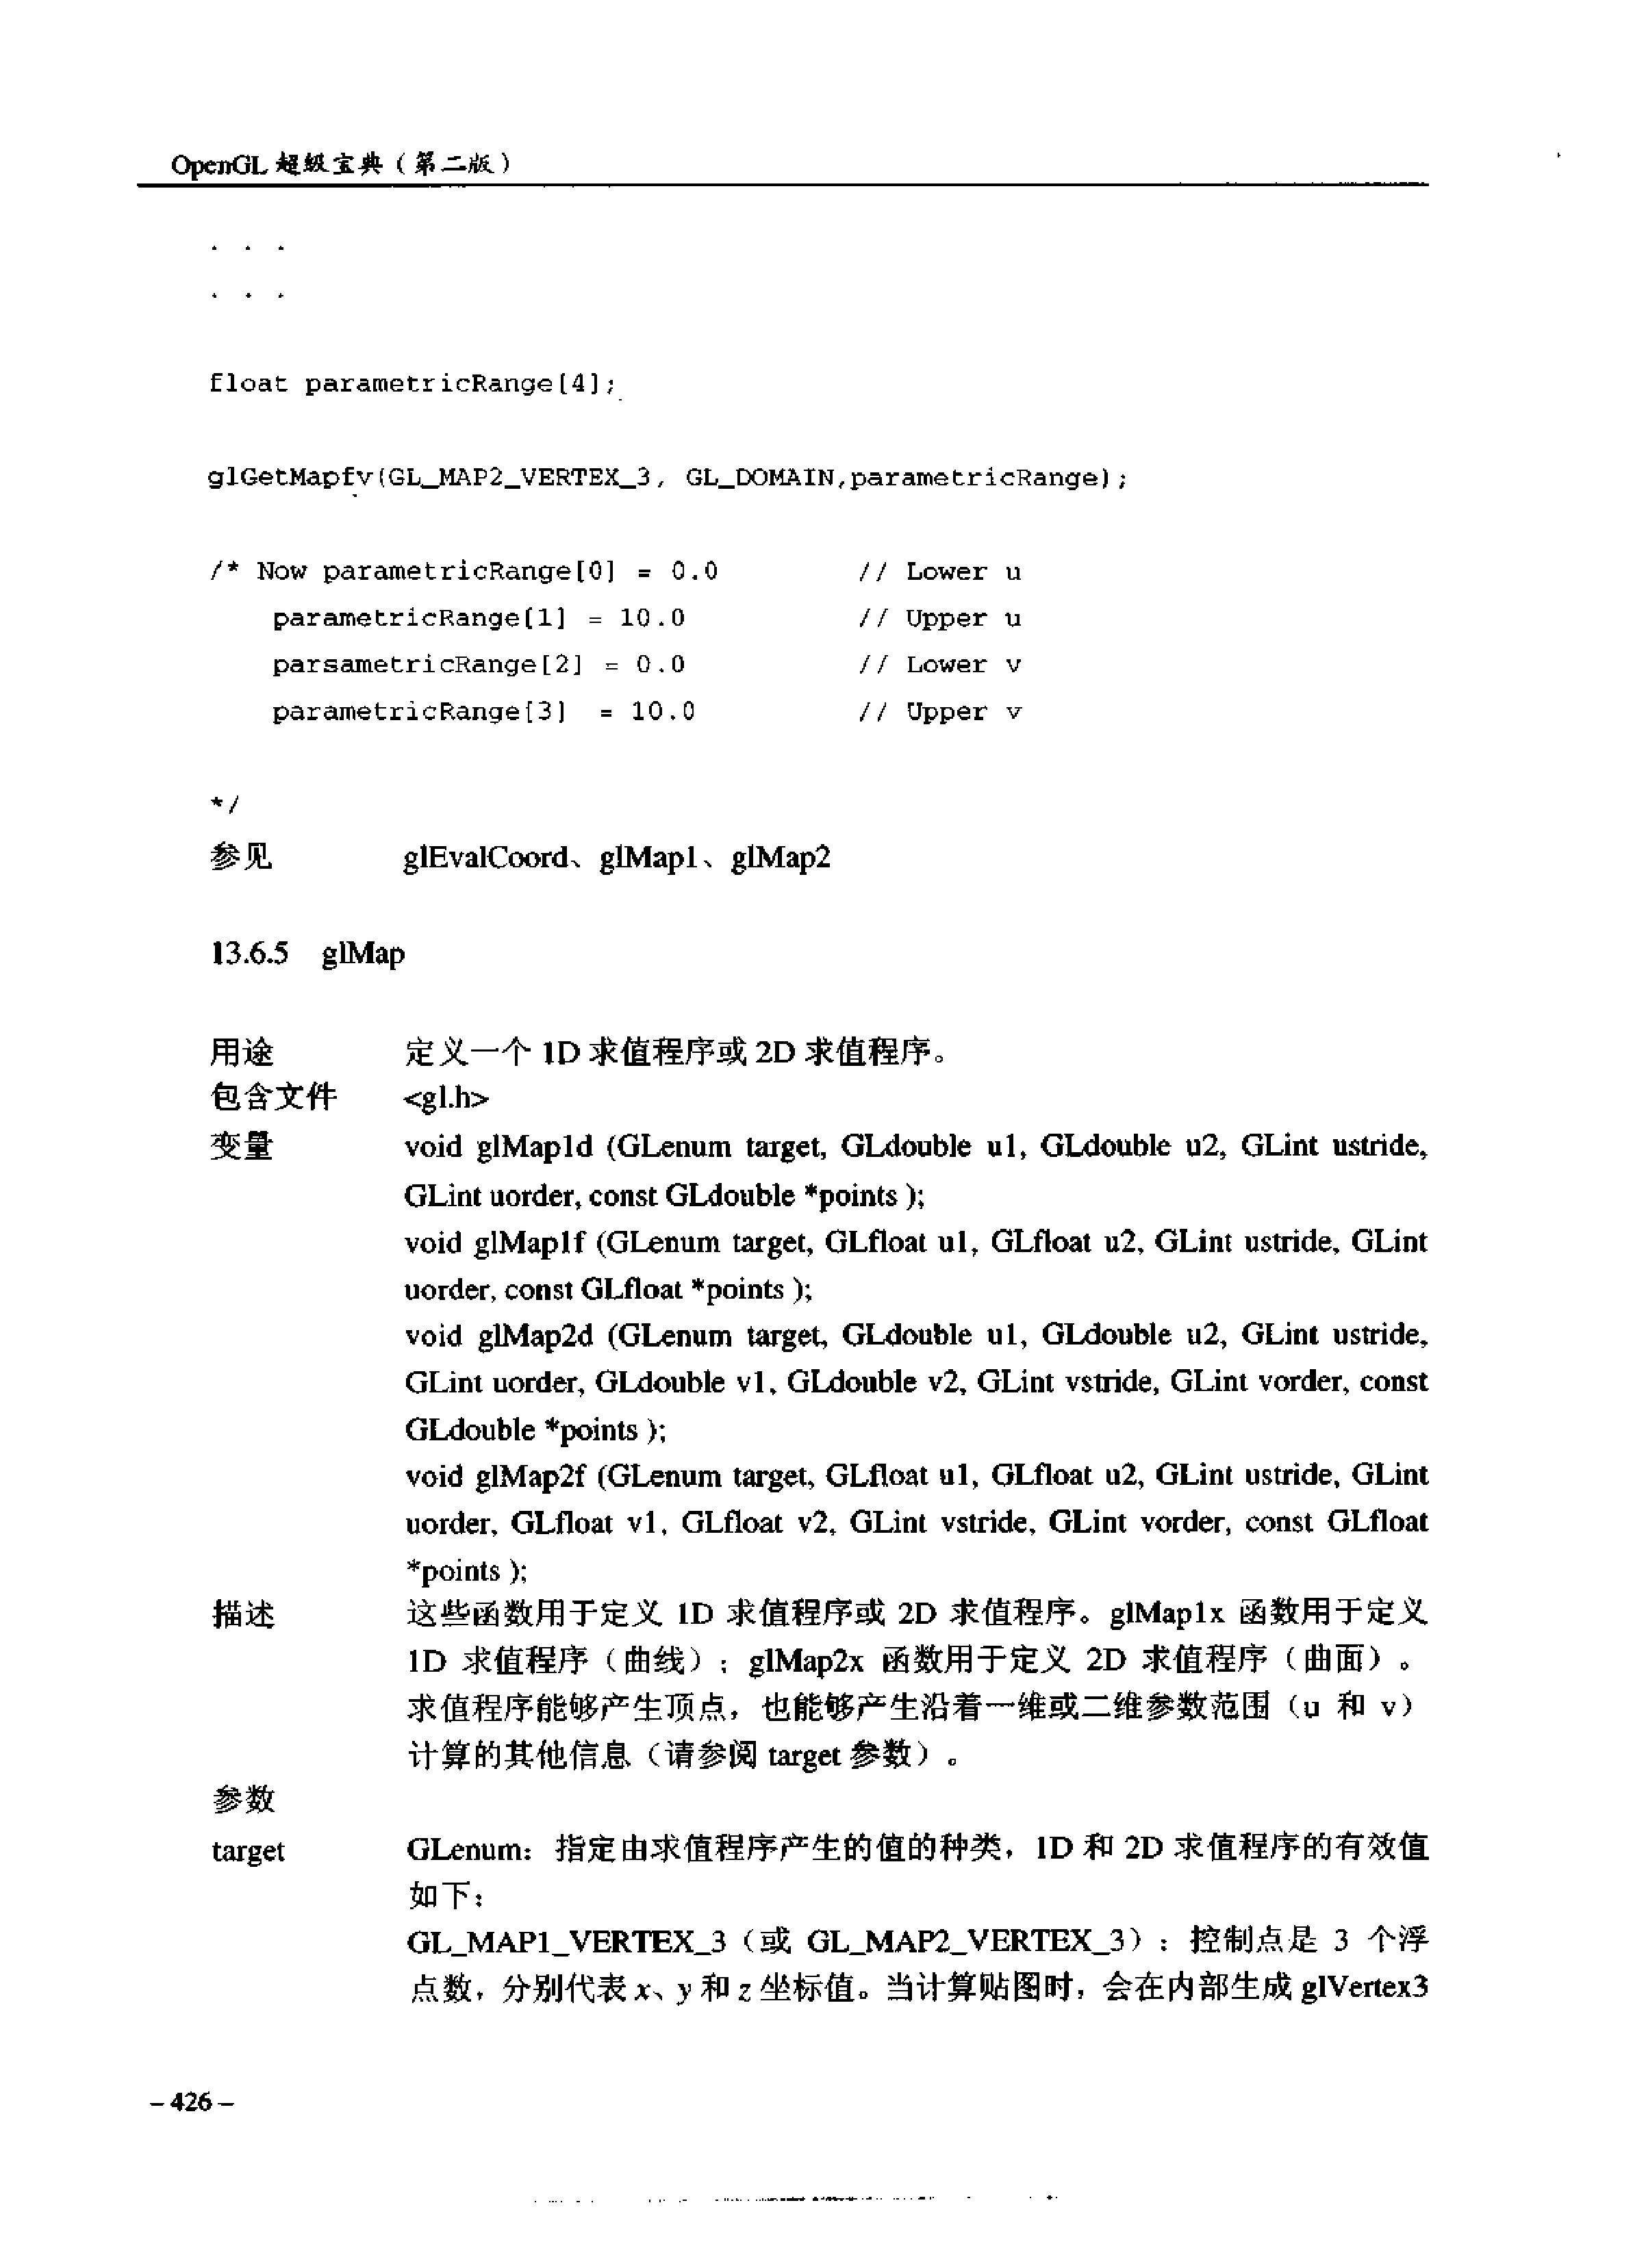 OpenGL 超级宝典（第二版）
. . .
. . .
float parametricRange[4];
glGetMapfv(GL_MAP2_VERTEX_3, GL_DOMAIN,parametricRange);
/* Now parametricRange[0] = 0.0 // Lower u
parametricRange[1] = 10.0 // Upper u
parsametricRange[2] = 0.0 // Lower v
parametricRange[3] = 10.0 // Upper v
*/
参见 glEvalCoord、glMap1、glMap2
13.6.5 glMap
用途 定义一个 1D 求值程序或 2D 求值程序。
包含文件 <gl.h>
变量 void glMap1d (GLenum target, GLdouble u1, GLdouble u2, GLint ustride,
GLint uorder, const GLdouble *points );
void glMap1f (GLenum target, GLfloat u1, GLfloat u2, GLint ustride, GLint
uorder, const GLfloat *points );
void glMap2d (GLenum target, GLdouble u1, GLdouble u2, GLint ustride,
GLint uorder, GLdouble v1, GLdouble v2, GLint vstride, GLint vorder, const
GLdouble *points );
void glMap2f (GLenum target, GLfloat u1, GLfloat u2, GLint ustride, GLint
uorder, GLfloat v1, GLfloat v2, GLint vstride, GLint vorder, const GLfloat
*points );
描述 这些函数用于定义 1D 求值程序或 2D 求值程序。glMap1x 函数用于定义
1D 求值程序（曲线）；glMap2x 函数用于定义 2D 求值程序（曲面）。
求值程序能够产生顶点，也能够产生沿着一维或二维参数范围（u 和 v）
计算的其他信息（请参阅 target 参数）。
参数
target GLenum：指定由求值程序产生的值的种类，1D 和 2D 求值程序的有效值
如下：
GL_MAP1_VERTEX_3（或 GL_MAP2_VERTEX_3）：控制点是 3 个浮
点数，分别代表 x、y 和 z 坐标值。当计算贴图时，会在内部生成 glVertex3
– 426 –